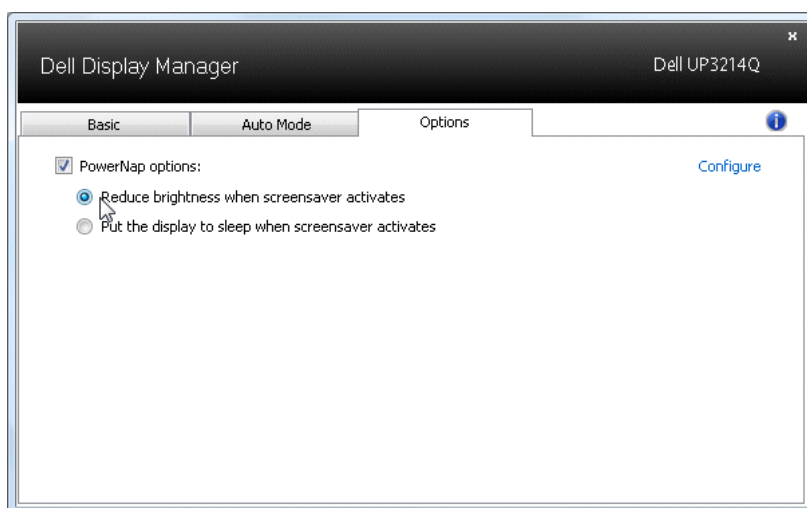 Dell Display Manager
Dell UP3214Q
Basic
Auto Mode
Options
PowerNap options:
Configure
Reduce brightness when screensaver activates
Put the display to sleep when screensaver activates